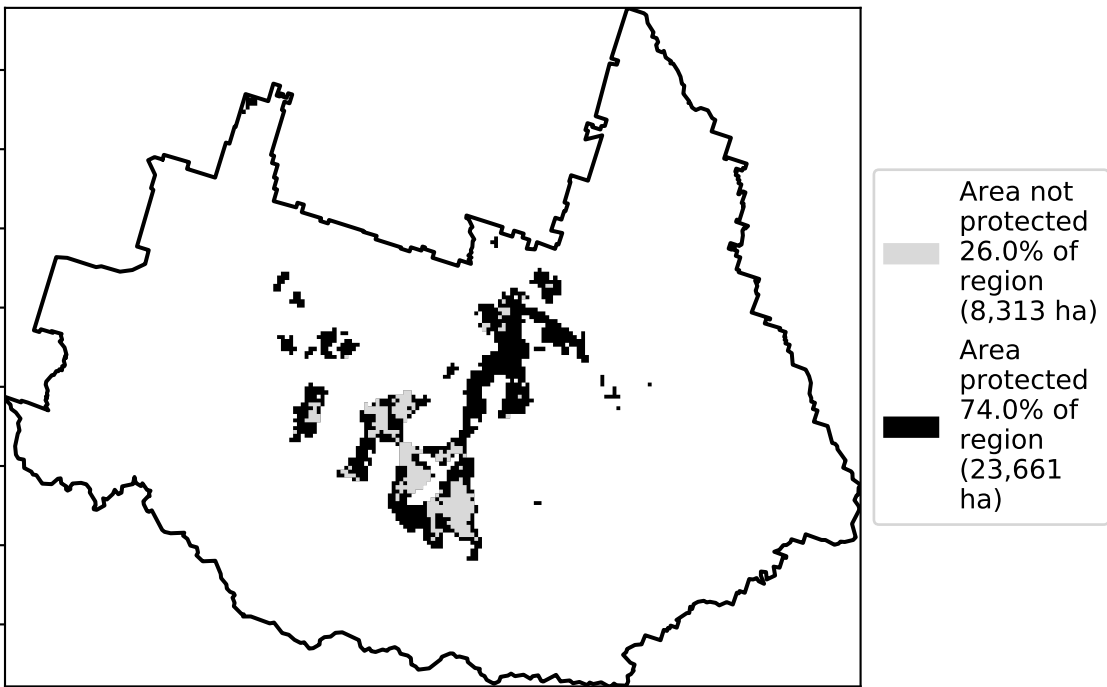 Area not
protected
26.0% of
region
(8,313 ha)
Area
protected
74.0% of
region
(23,661
ha)